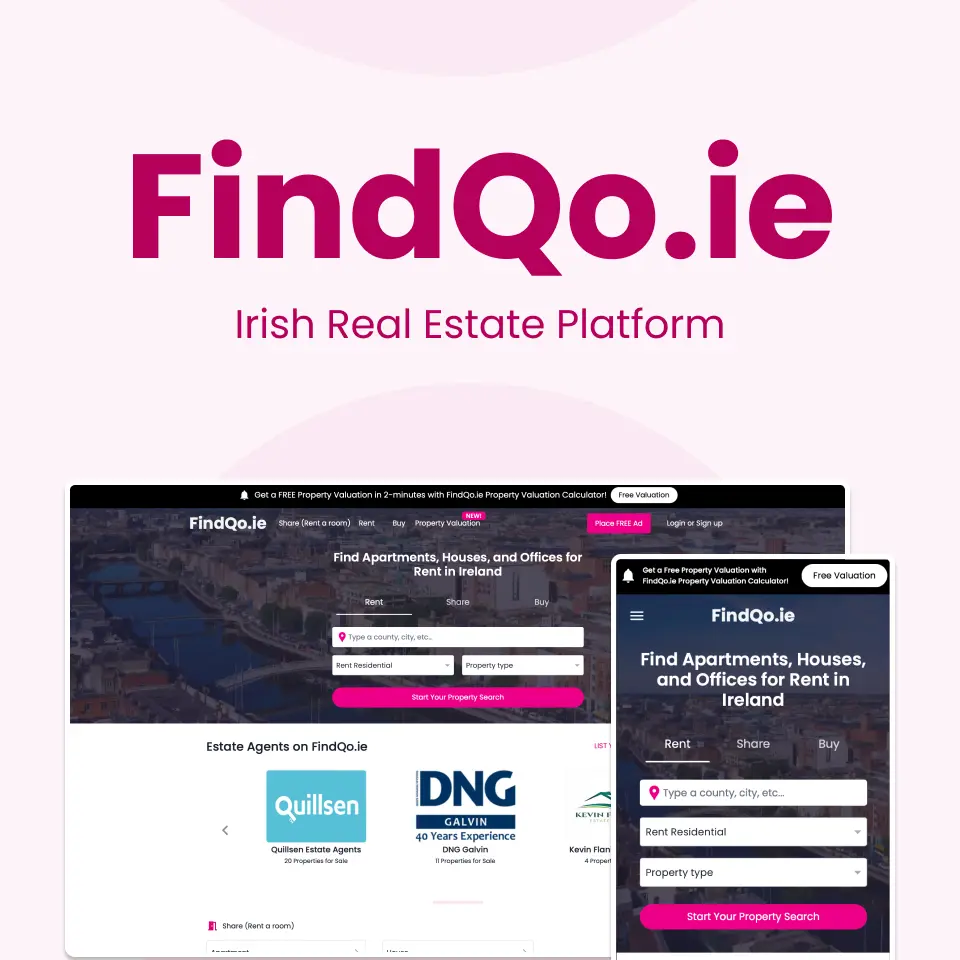 FindQo.ie
Irish Real Estate Platform
Get a FREE Property Valuation in 2-minutes with FindQo.ie Property Valuation Calculator! Free Valuation
FindQo.ie Share (Rent a room) Rent Buy Property Valuation NEW! Place FREE Ad Login or Sign up
Find Apartments, Houses, and Offices for
Rent in Ireland
Rent Share Buy
Type a county, city, etc...
Rent Residential Property type
Start Your Property Search
Estate Agents on FindQo.ie LIST
Quillsen
DNG
GALVIN
40 Years Experience
KEVIN
Quillsen Estate Agents DNG Galvin Kevin Flan
20 Properties for Sale 11 Properties for Sale 4 Propert
Share (Rent a room)
Apartment House
Get a Free Property Valuation with
FindQo.ie Property Valuation Calculator!
Free Valuation
FindQo.ie
Find Apartments, Houses,
and Offices for Rent in
Ireland
Rent Share Buy
Type a county, city, etc...
Rent Residential
Property type
Start Your Property Search